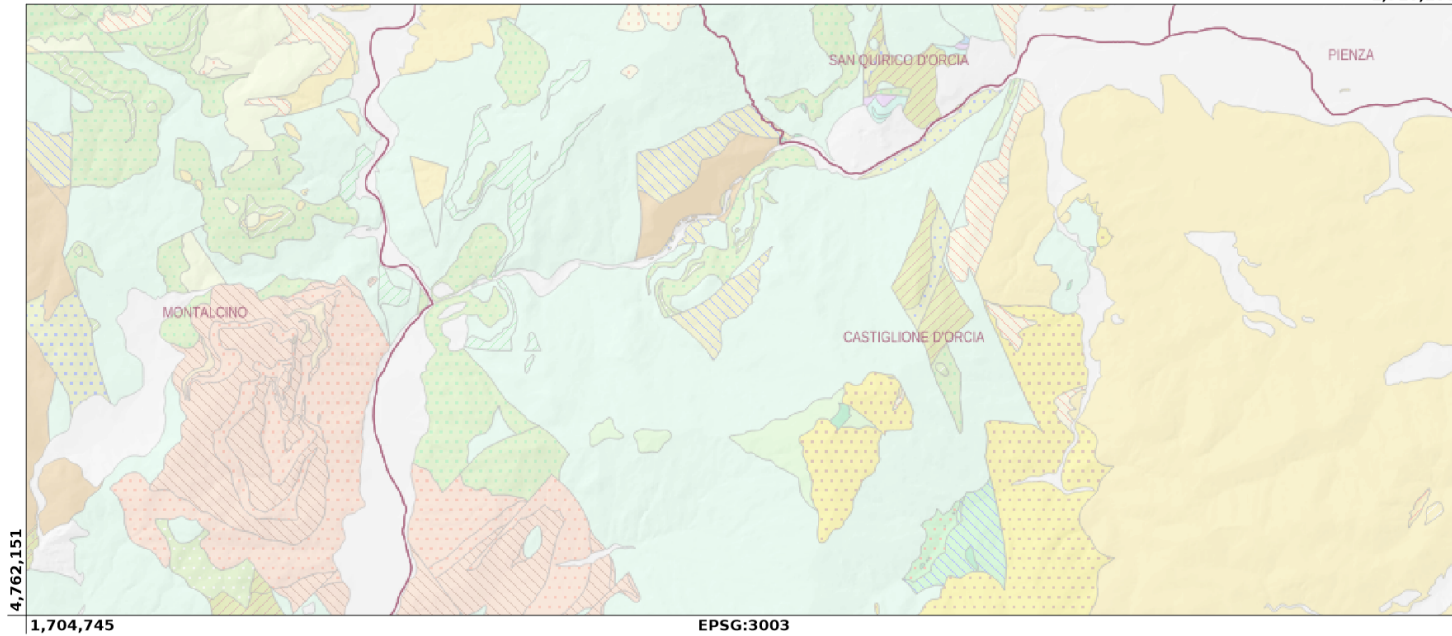 PIENZA
SAN QUIRICO D'ORCIA
MONTALCINO
CASTIGLIONE D'ORCIA
4,762,151
1,704,745
EPSG:3003